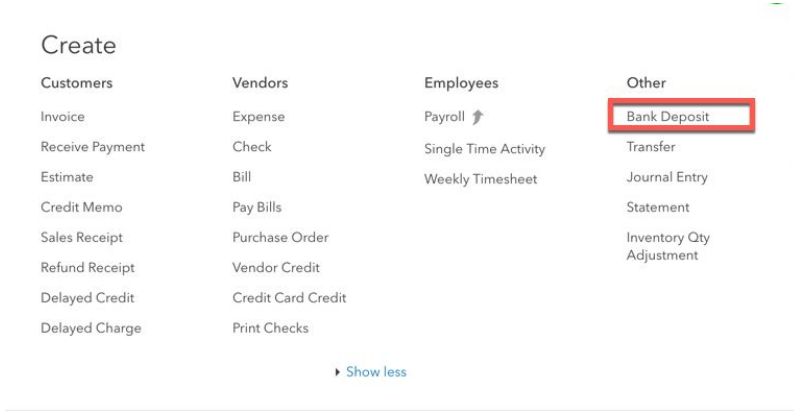 Create
Customers
Invoice
Receive Payment
Estimate
Credit Memo
Sales Receipt
Refund Receipt
Delayed Credit
Delayed Charge
Vendors
Expense
Check
Bill
Pay Bills
Purchase Order
Vendor Credit
Credit Card Credit
Print Checks
Employees
Payroll
Single Time Activity
Weekly Timesheet
Other
Bank Deposit
Transfer
Journal Entry
Statement
Inventory Qty
Adjustment
Show less